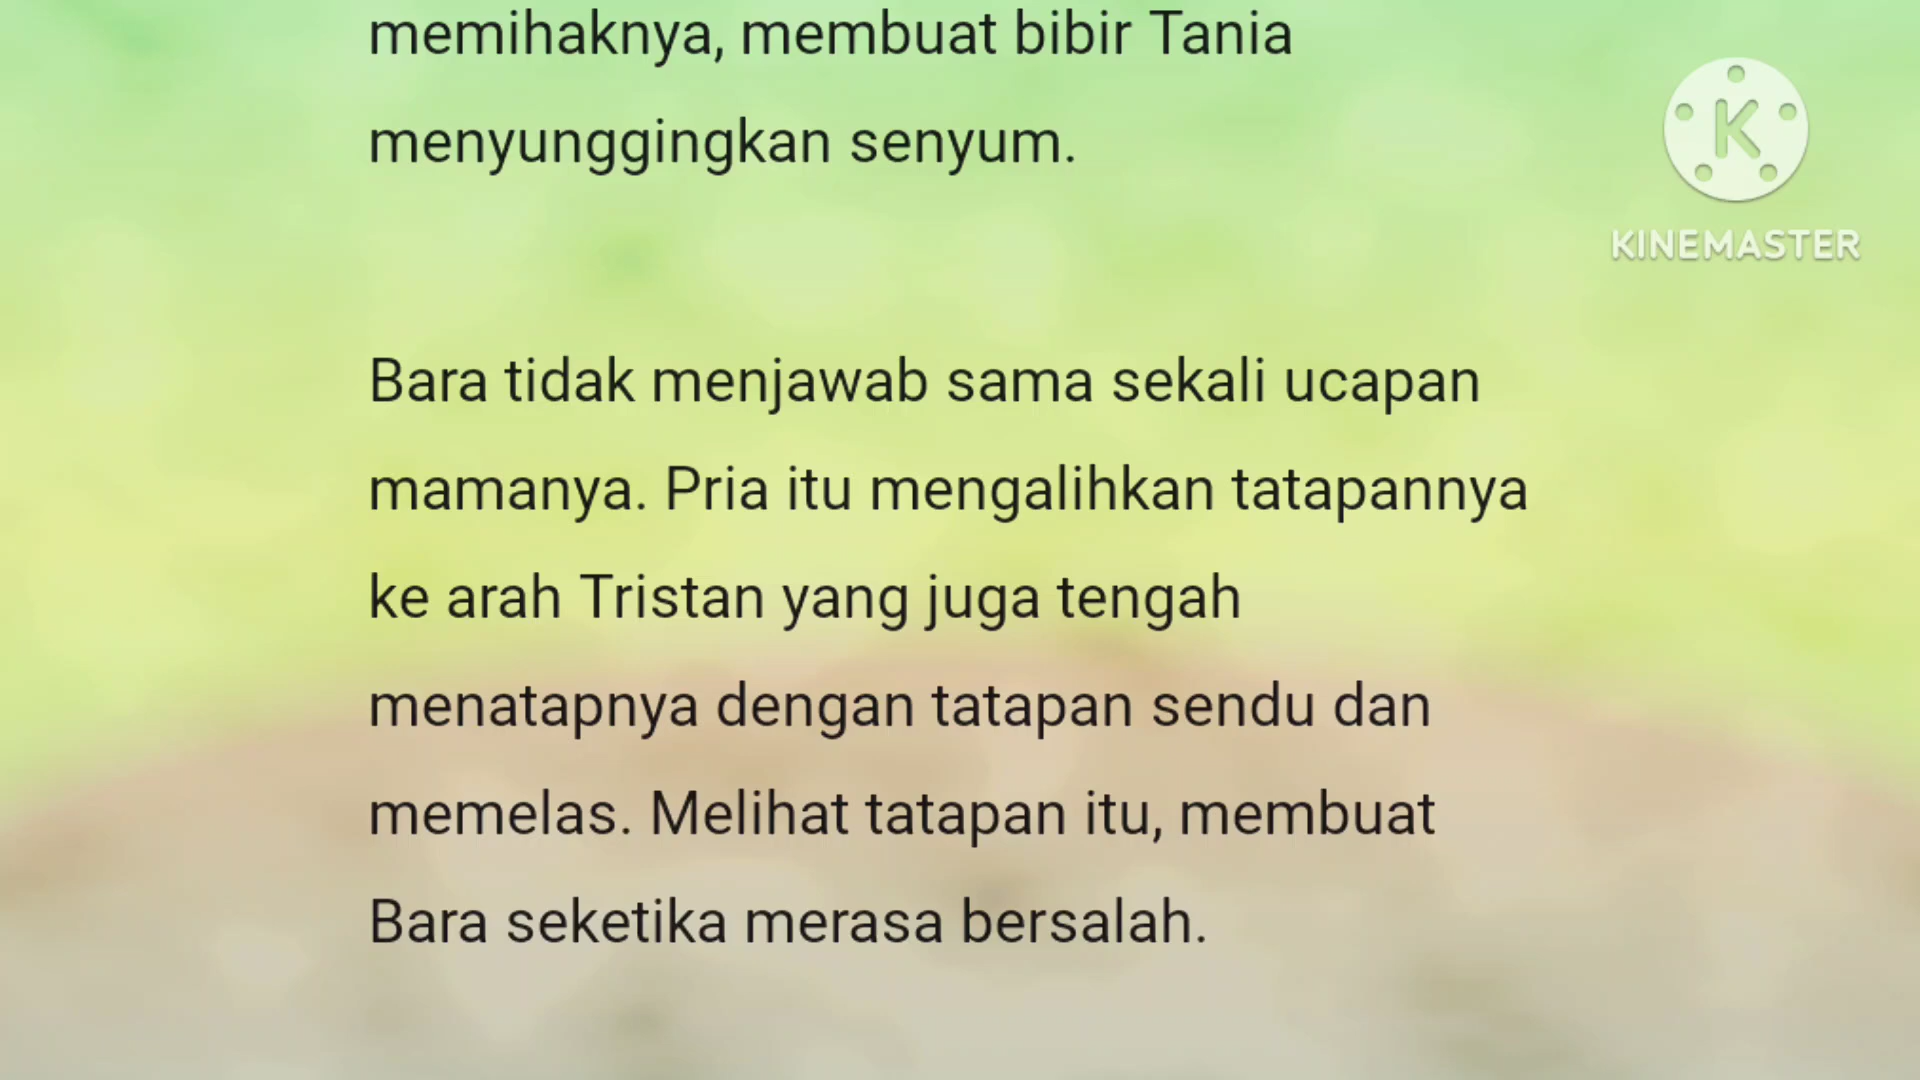 memihaknya, membuat bibir Tania
menyunggingkan senyum.
K
KINEMASTER
Bara tidak menjawab sama sekali ucapan
mamanya. Pria itu mengalihkan tatapannya
ke arah Tristan yang juga tengah
menatapnya dengan tatapan sendu dan
memelas. Melihat tatapan itu, membuat
Bara seketika merasa bersalah.